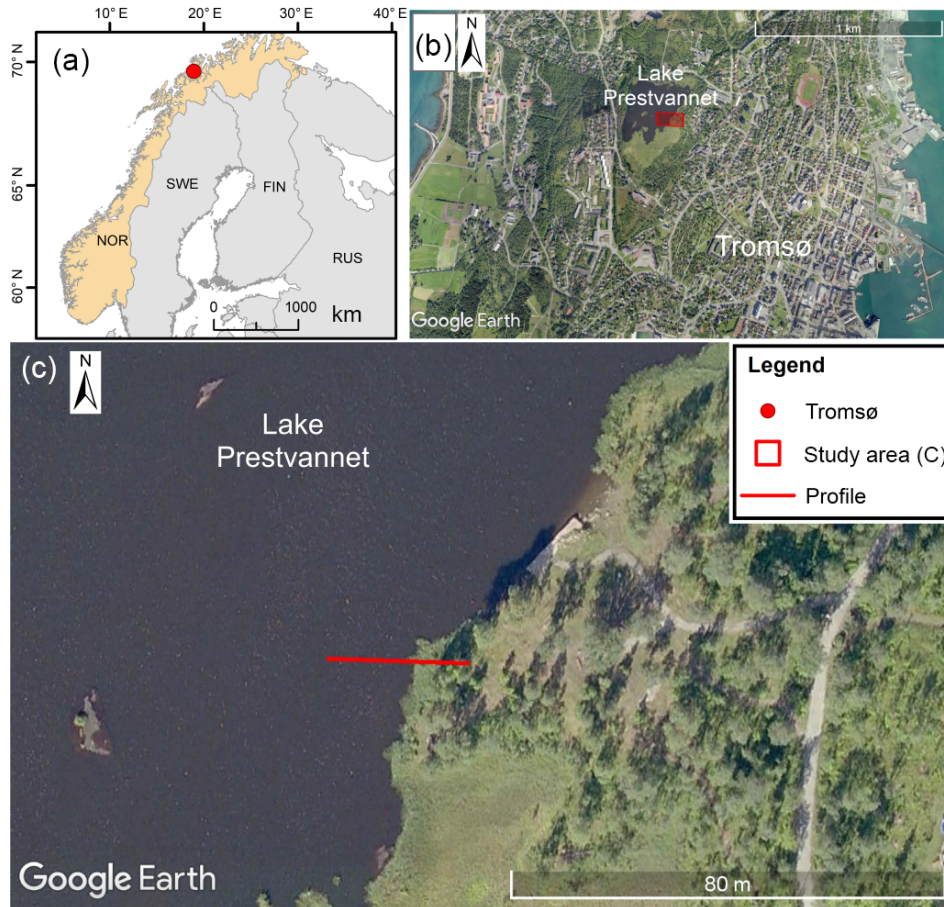 10° E
20° E
30° E
40° E
(a)
70° N
65° N
60° N
SWE
FIN
NOR
RUS
0
1000
km
(b)
N
1 km
Lake
Prestvannet
Tromsø
Google Earth
(c)
N
Lake
Prestvannet
Legend
Tromsø
Study area (C)
Profile
Google Earth
80 m